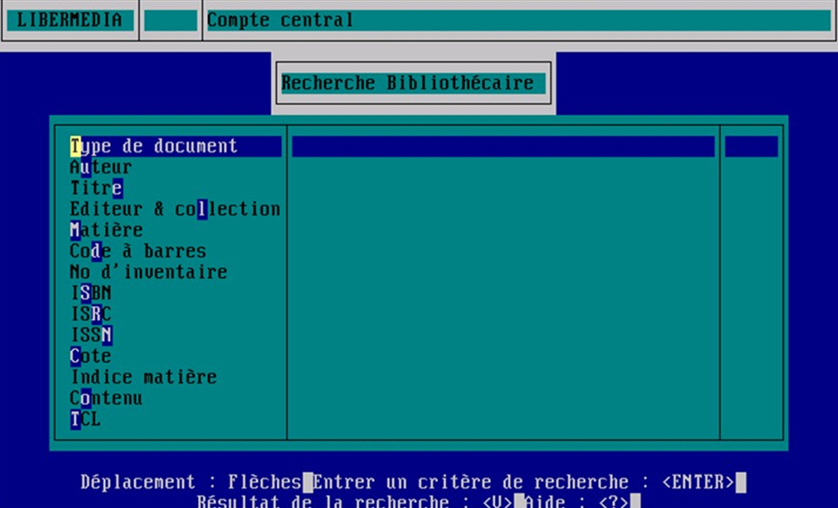 LIBERMEDIA Compte central
Recherche Bibliothécaire
Type de document
Auteur
Titre
Editeur & collection
Matière
Code à barres
No d'inventaire
ISBN
ISRC
ISSN
Cote
Indice matière
Contenu
TCL
Déplacement : Flèches Entrer un critère de recherche : <ENTER>
Résultat de la recherche : <V> Aide : <?>